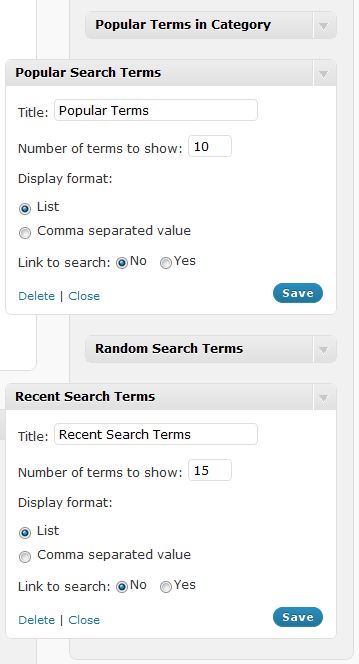 Popular Terms in Category
Popular Search Terms
Title: Popular Terms
Number of terms to show: 10
Display format:
List
Comma separated value
Link to search: No Yes
Delete | Close Save
Random Search Terms
Recent Search Terms
Title: Recent Search Terms
Number of terms to show: 15
Display format:
List
Comma separated value
Link to search: No Yes
Delete | Close Save